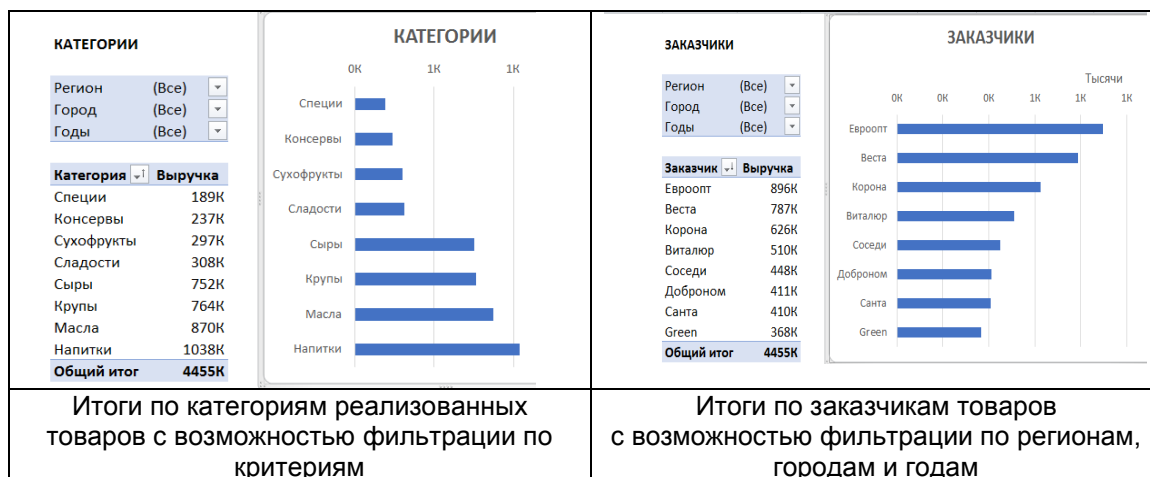 КАТЕГОРИИ
Регион (Все)
Город (Все)
Годы (Все)
Категория Выручка
Специи 189К
Консервы 237К
Сухофрукты 297К
Сладости 308К
Сыры 752К
Крупы 764К
Масла 870К
Напитки 1038К
Общий итог 4455К
КАТЕГОРИИ
0К 1К 1К
Специи
Консервы
Сухофрукты
Сладости
Сыры
Крупы
Масла
Напитки
ЗАКАЗЧИКИ
Регион (Все)
Город (Все)
Годы (Все)
Заказчик Выручка
Евроопт 896К
Веста 787К
Корона 626К
Виталюр 510К
Соседи 448К
Доброном 411К
Санта 410К
Green 368К
Общий итог 4455К
ЗАКАЗЧИКИ
Тысячи
0К 0К 0К 1К 1К 1К
Евроопт
Веста
Корона
Виталюр
Соседи
Доброном
Санта
Green
Итоги по категориям реализованных
товаров с возможностью фильтрации по
критериям
Итоги по заказчикам товаров
с возможностью фильтрации по регионам,
городам и годам